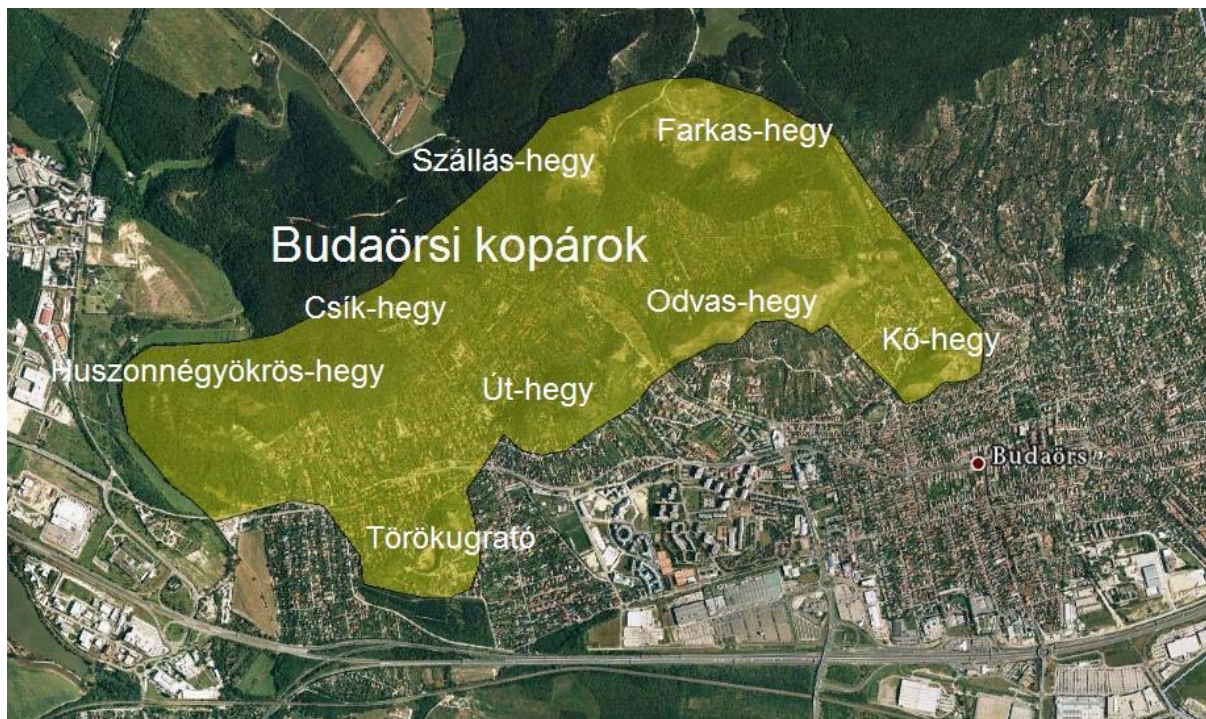 Farkas-hegy
Szállás-hegy
Budaörsi kopárok
Csík-hegy
Odvas-hegy
Kő-hegy
Huszonnégyökrös-hegy
Út-hegy
Budaörs
Törökugrató